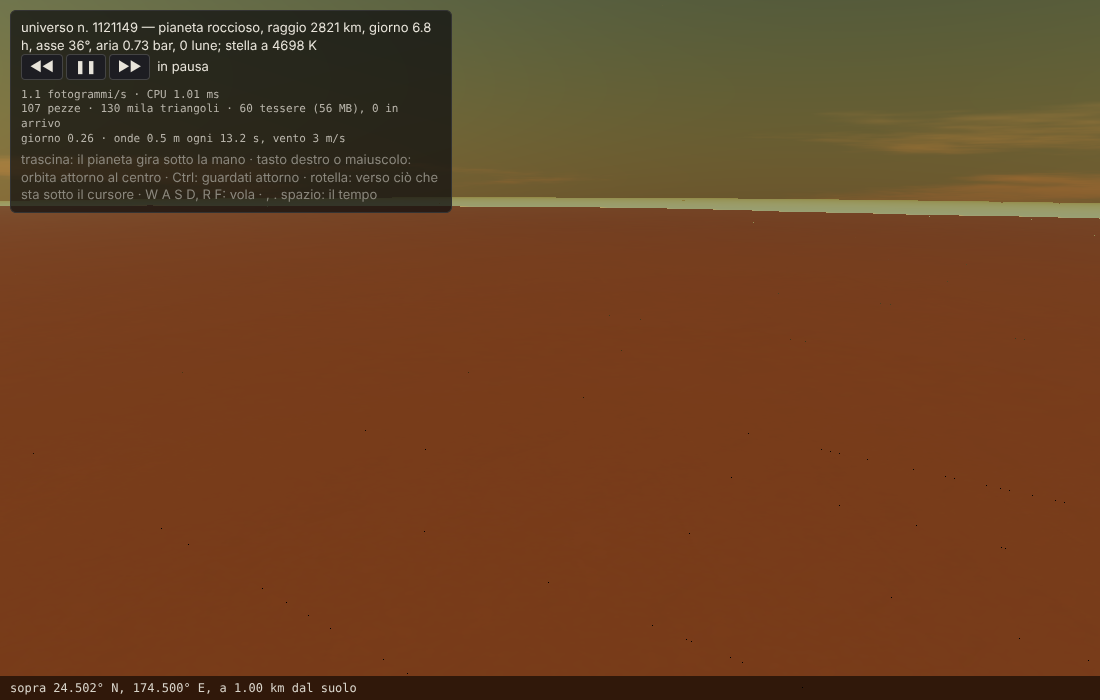 universo n. 1121149 — pianeta roccioso, raggio 2821 km, giorno 6.8
h, asse 36°, aria 0.73 bar, 0 lune; stella a 4698 K
in pausa
1.1 fotogrammi/s · CPU 1.01 ms
107 pezze · 130 mila triangoli · 60 tessere (56 MB), 0 in
arrivo
giorno 0.26 · onde 0.5 m ogni 13.2 s, vento 3 m/s
trascina: il pianeta gira sotto la mano · tasto destro o maiuscolo:
orbita attorno al centro · Ctrl: guardati attorno · rotella: verso ciò che
sta sotto il cursore · W A S D, R F: vola · , . spazio: il tempo
sopra 24.502° N, 174.500° E, a 1.00 km dal suolo